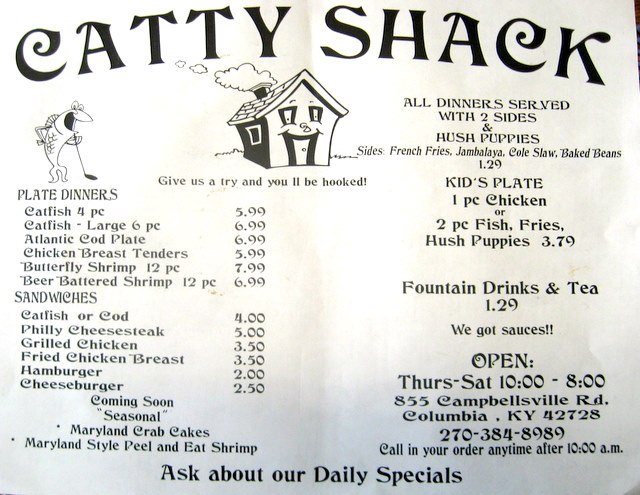 CATTY SHACK
Give us a try and you ll be hooked!
PLATE DINNERS
Catfish 4 pc 5.99
Catfish - Large 6 pc 6.99
Atlantic Cod Plate 6.99
Chicken Breast Tenders 5.99
Butterfly Shrimp 12 pc 7.99
Beer Battered Shrimp 12 pc 6.99
SANDWICHES
Catfish or Cod 4.00
Philly Cheesesteak 5.00
Grilled Chicken 3.50
Fried Chicken Breast 3.50
Hamburger 2.00
Cheeseburger 2.50
Coming Soon
"Seasonal"
* Maryland Crab Cakes
* Maryland Style Peel and Eat Shrimp
ALL DINNERS SERVED
WITH 2 SIDES
&
HUSH PUPPIES
Sides: French Fries, Jambalaya, Cole Slaw, Baked Beans
1.29
KID'S PLATE
1 pc Chicken
or
2 pc Fish, Fries,
Hush Puppies 3.79
Fountain Drinks & Tea
1.29
We got sauces!!
OPEN:
Thurs-Sat 10:00 - 8:00
855 Campbellsville Rd.
Columbia , KY 42728
270-384-8989
Call in your order anytime after 10:00 a.m.
Ask about our Daily Specials